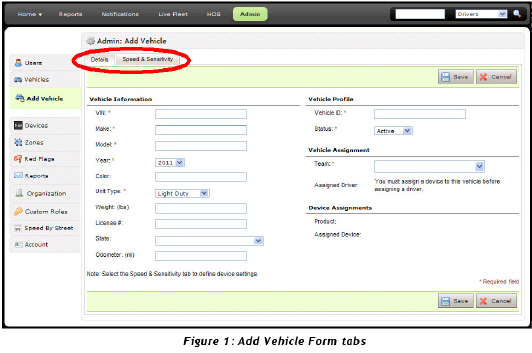 Home Reports Notifications Live Fleet HOS Admin Drivers
Admin: Add Vehicle
Details Speed & Sensitivity
Users
Vehicles
Add Vehicle
Devices
Zones
Red Flags
Reports
Organization
Custom Roles
Speed By Street
Account
Save Cancel
Vehicle Information
VIN: *
Make: *
Model: *
Year: * 2011
Color:
Unit Type: * Light Duty
Weight: (lbs)
License #:
State:
Odometer: (mi)
Note: Select the Speed & Sensitivity tab to define device settings.
Vehicle Profile
Vehicle ID: *
Status: * Active
Vehicle Assignment
Team: *
Assigned Driver: You must assign a device to this vehicle before
assigning a driver.
Device Assignments
Product:
Assigned Device:
* Required field
Save Cancel
Figure 1: Add Vehicle Form tabs